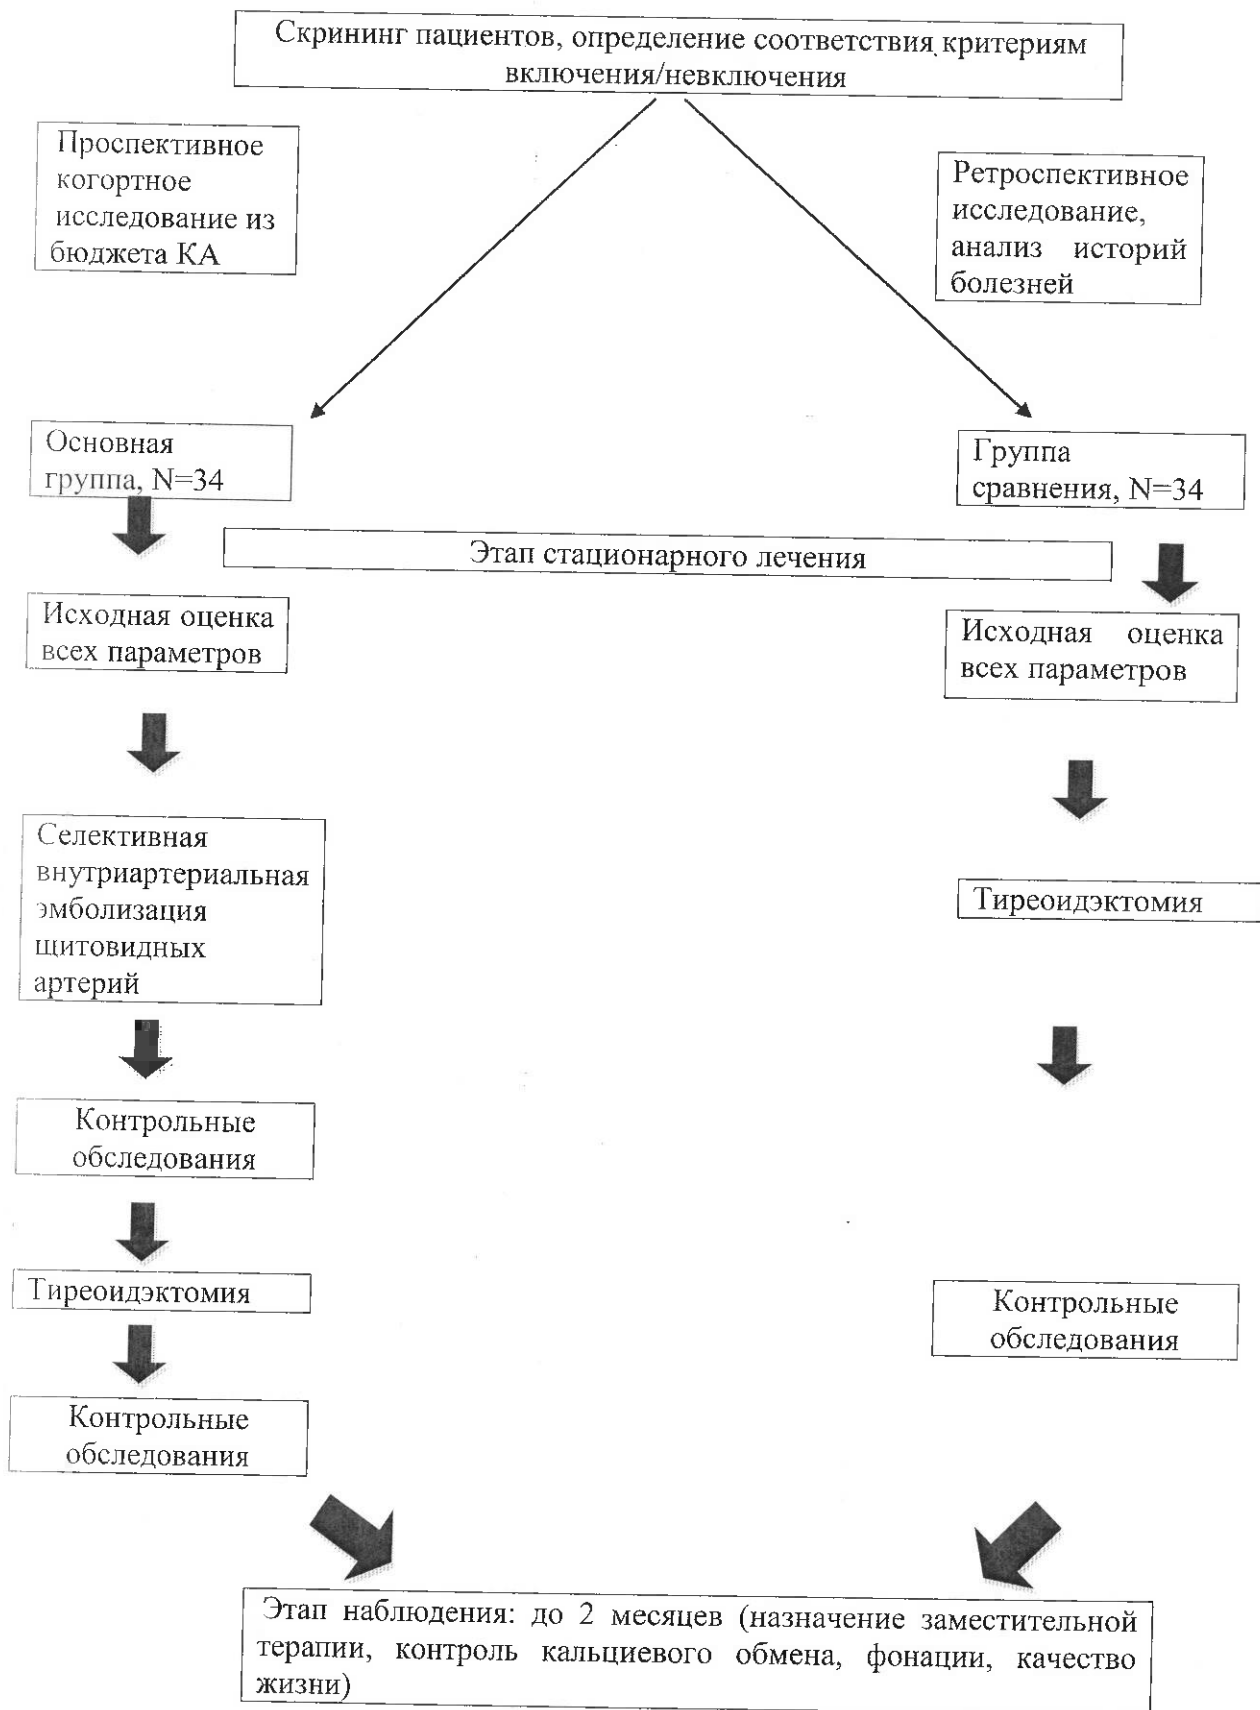 Скрининг пациентов, определение соответствия критериям
включения/невключения
Проспективное
когортное
исследование из
бюджета КА
Ретроспективное
исследование,
анализ историй
болезней
Основная
группа, N=34
Группа
сравнения, N=34
Этап стационарного лечения
Исходная оценка
всех параметров
Исходная оценка
всех параметров
Селективная
внутриартериальная
эмболизация
щитовидных
артерий
Тиреоидэктомия
Контрольные
обследования
Тиреоидэктомия
Контрольные
обследования
Контрольные
обследования
Этап наблюдения: до 2 месяцев (назначение заместительной
терапии, контроль кальциевого обмена, фонации, качество
жизни)